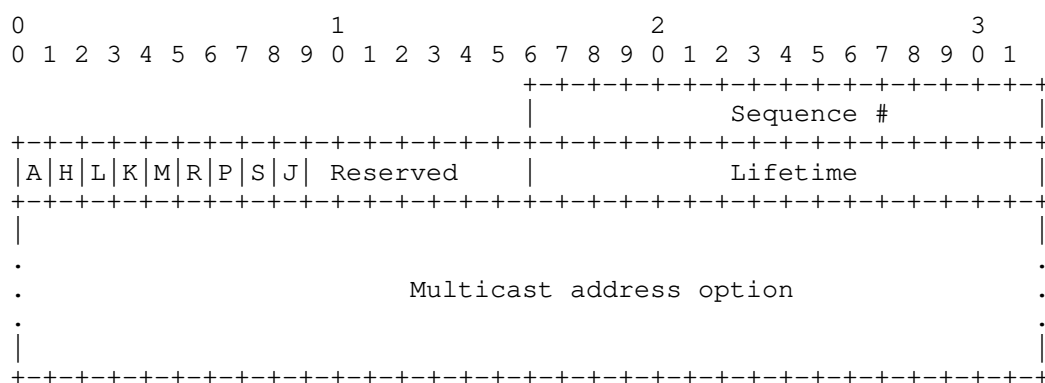 0                   1                   2                   3
0 1 2 3 4 5 6 7 8 9 0 1 2 3 4 5 6 7 8 9 0 1 2 3 4 5 6 7 8 9 0 1
                                +-+-+-+-+-+-+-+-+-+-+-+-+-+-+-+-+
                                |           Sequence #          |
+-+-+-+-+-+-+-+-+-+-+-+-+-+-+-+-+-+-+-+-+-+-+-+-+-+-+-+-+-+-+-+-+
|A|H|L|K|M|R|P|S|J| Reserved    |            Lifetime           |
+-+-+-+-+-+-+-+-+-+-+-+-+-+-+-+-+-+-+-+-+-+-+-+-+-+-+-+-+-+-+-+-+
|                                                               |
.                                                               .
.                        Multicast address option               .
.                                                               .
|                                                               |
+-+-+-+-+-+-+-+-+-+-+-+-+-+-+-+-+-+-+-+-+-+-+-+-+-+-+-+-+-+-+-+-+